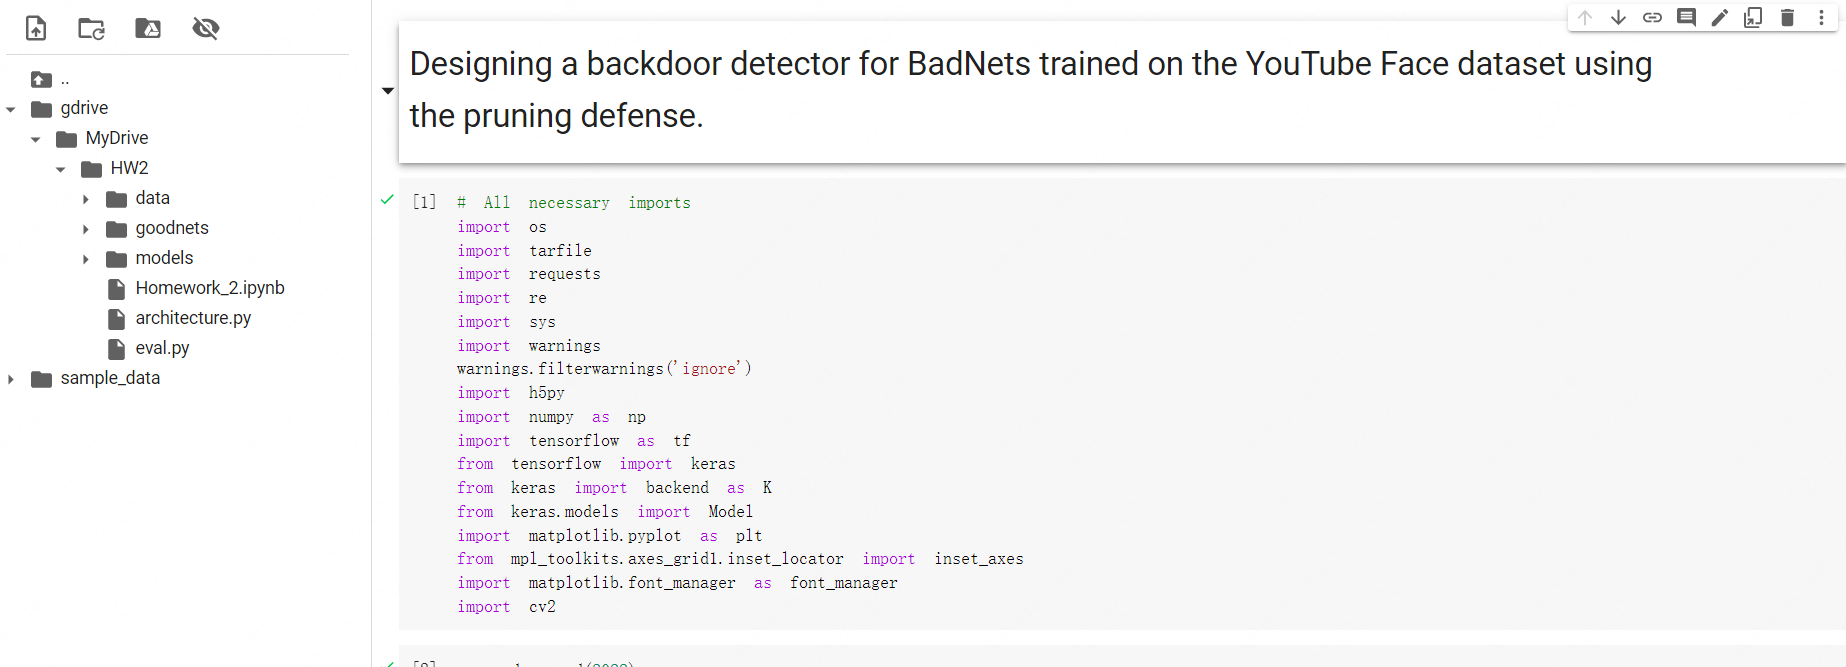 ..
gdrive
MyDrive
HW2
data
goodnets
models
Homework_2.ipynb
architecture.py
eval.py
sample_data
Designing a backdoor detector for BadNets trained on the YouTube Face dataset using
the pruning defense.
[1] # All necessary imports
import os
import tarfile
import requests
import re
import sys
import warnings
warnings.filterwarnings('ignore')
import h5py
import numpy as np
import tensorflow as tf
from tensorflow import keras
from keras import backend as K
from keras.models import Model
import matplotlib.pyplot as plt
from mpl_toolkits.axes_grid1.inset_locator import inset_axes
import matplotlib.font_manager as font_manager
import cv2